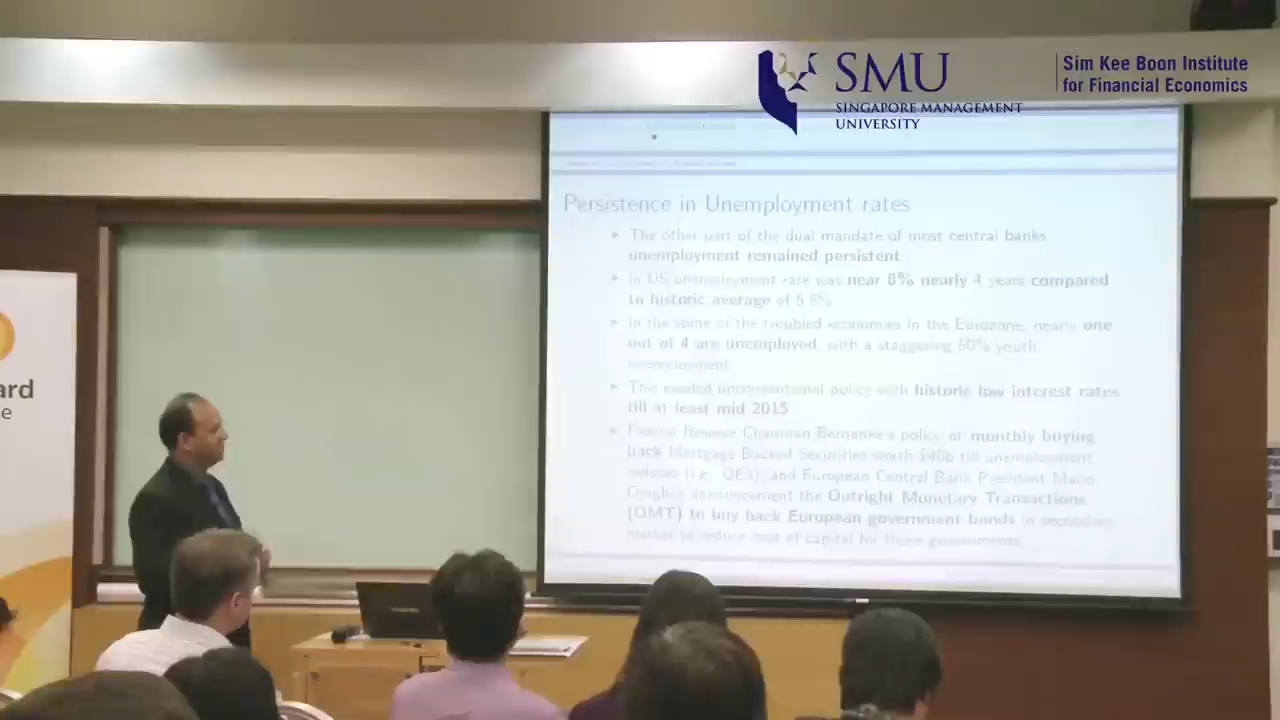 SMU
SINGAPORE MANAGEMENT
UNIVERSITY
Sim Kee Boon Institute
for Financial Economics
Persistence in Unemployment rates
The other part of the dual mandate of most central banks
unemployment remained persistent
In US unemployment rate was near 8% nearly 4 years compared
to historic average of 5.8%
In the some of the troubled economies in the Eurozone, nearly one
out of 4 are unemployed, with a staggering 50% youth
unemployment.
This needed unconventional policy with historic low interest rates
till at least mid 2015
Federal Reserve Chairman Bernanke's policy of monthly buying
back Mortgage Backed Securities worth $40b till unemployment
reduces (i.e., QE3), and European Central Bank President Mario
Draghi's announcement the Outright Monetary Transactions
(OMT) to buy back European government bonds in secondary
market to reduce cost of capital for those governments.
ard
e